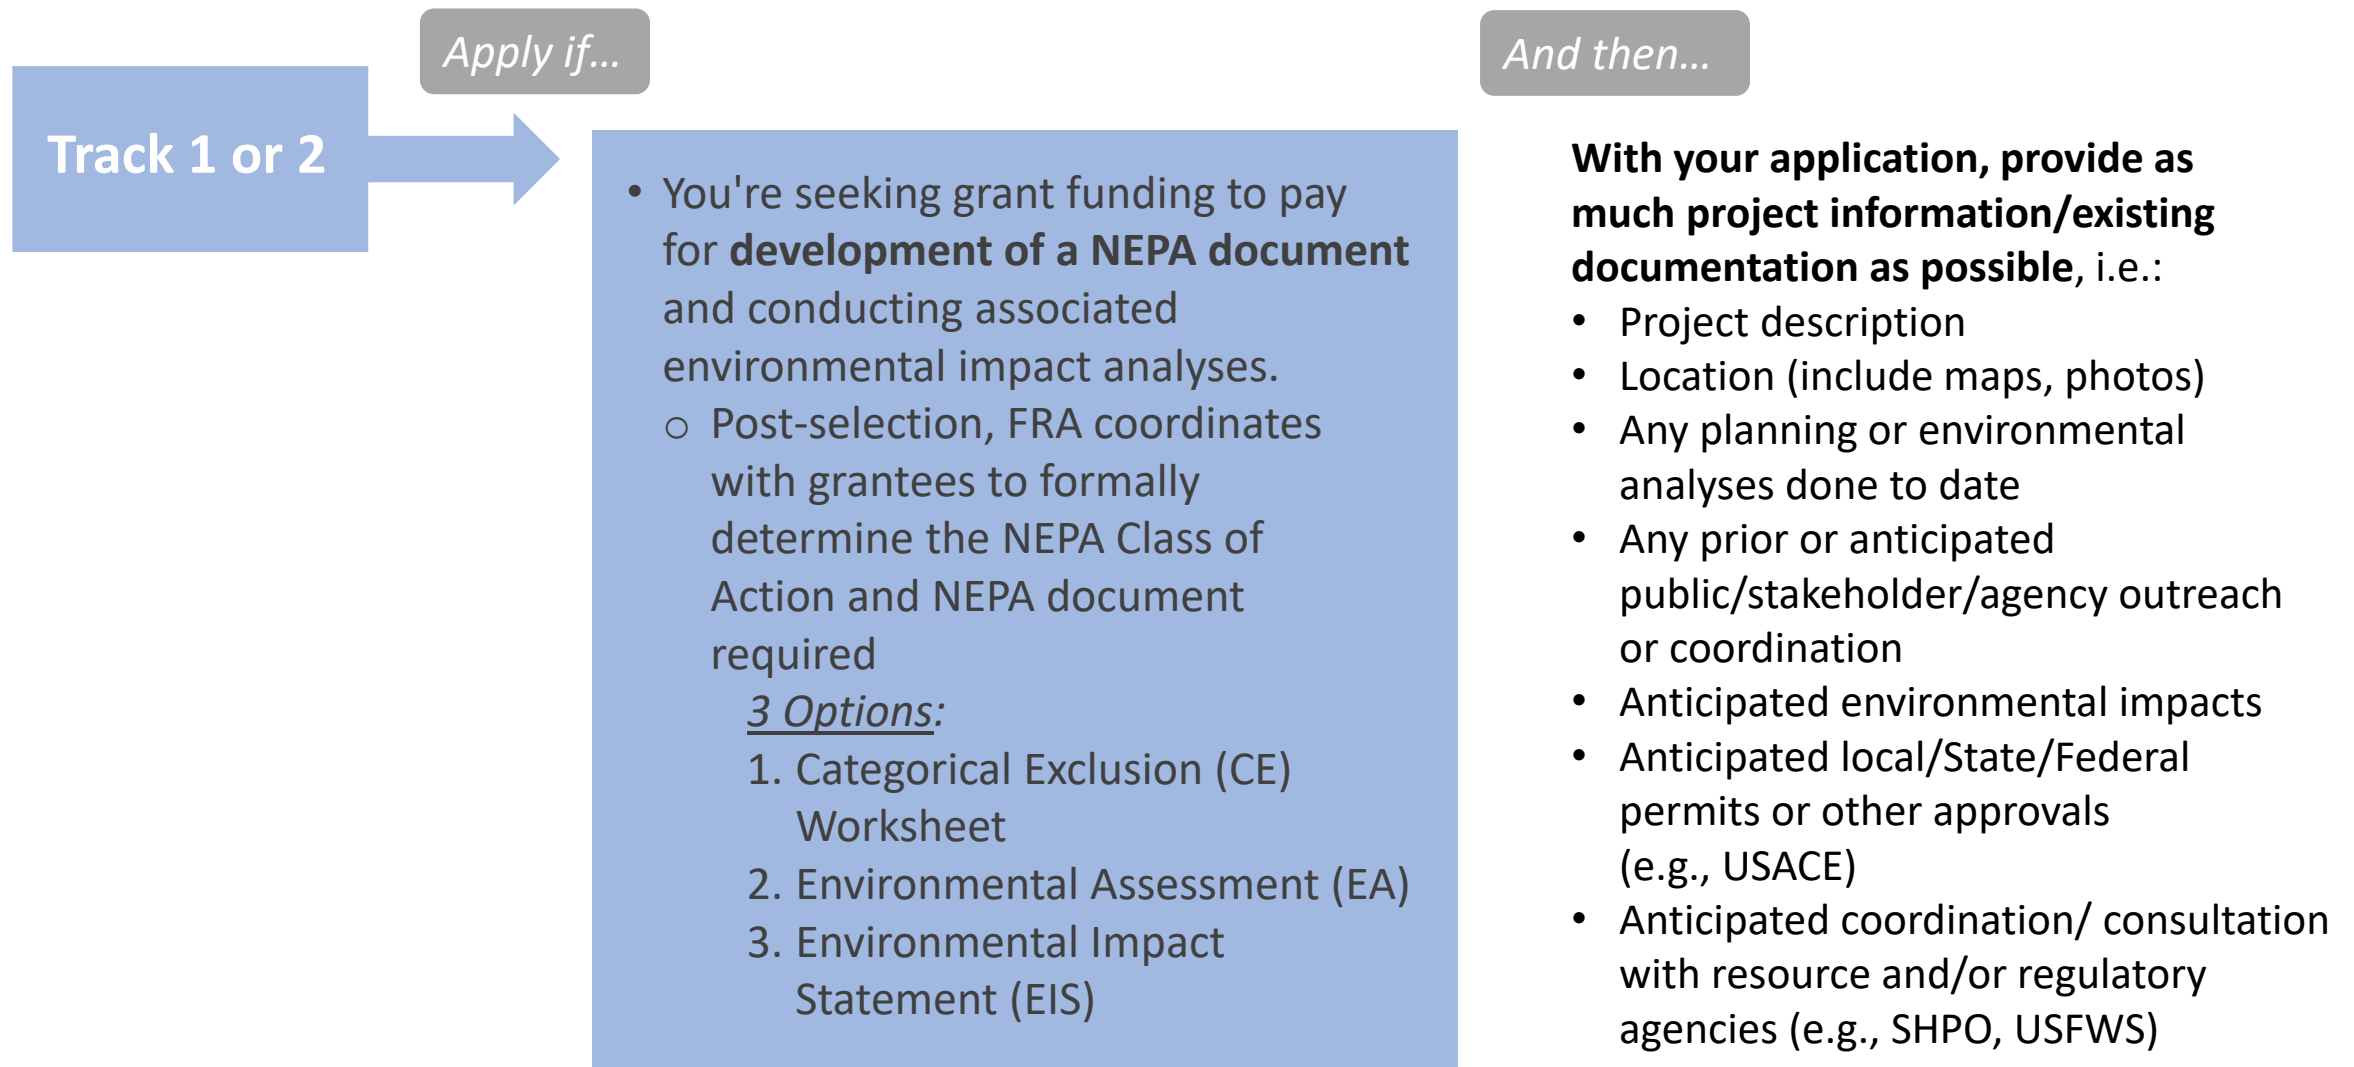 Apply if…
And then…
Track 1 or 2
• You're seeking grant funding to pay
for development of a NEPA document
and conducting associated
environmental impact analyses.
o Post-selection, FRA coordinates
with grantees to formally
determine the NEPA Class of
Action and NEPA document
required
3 Options:
1. Categorical Exclusion (CE)
Worksheet
2. Environmental Assessment (EA)
3. Environmental Impact
Statement (EIS)
With your application, provide as
much project information/existing
documentation as possible, i.e.:
• Project description
• Location (include maps, photos)
• Any planning or environmental
analyses done to date
• Any prior or anticipated
public/stakeholder/agency outreach
or coordination
• Anticipated environmental impacts
• Anticipated local/State/Federal
permits or other approvals
(e.g., USACE)
• Anticipated coordination/ consultation
with resource and/or regulatory
agencies (e.g., SHPO, USFWS)